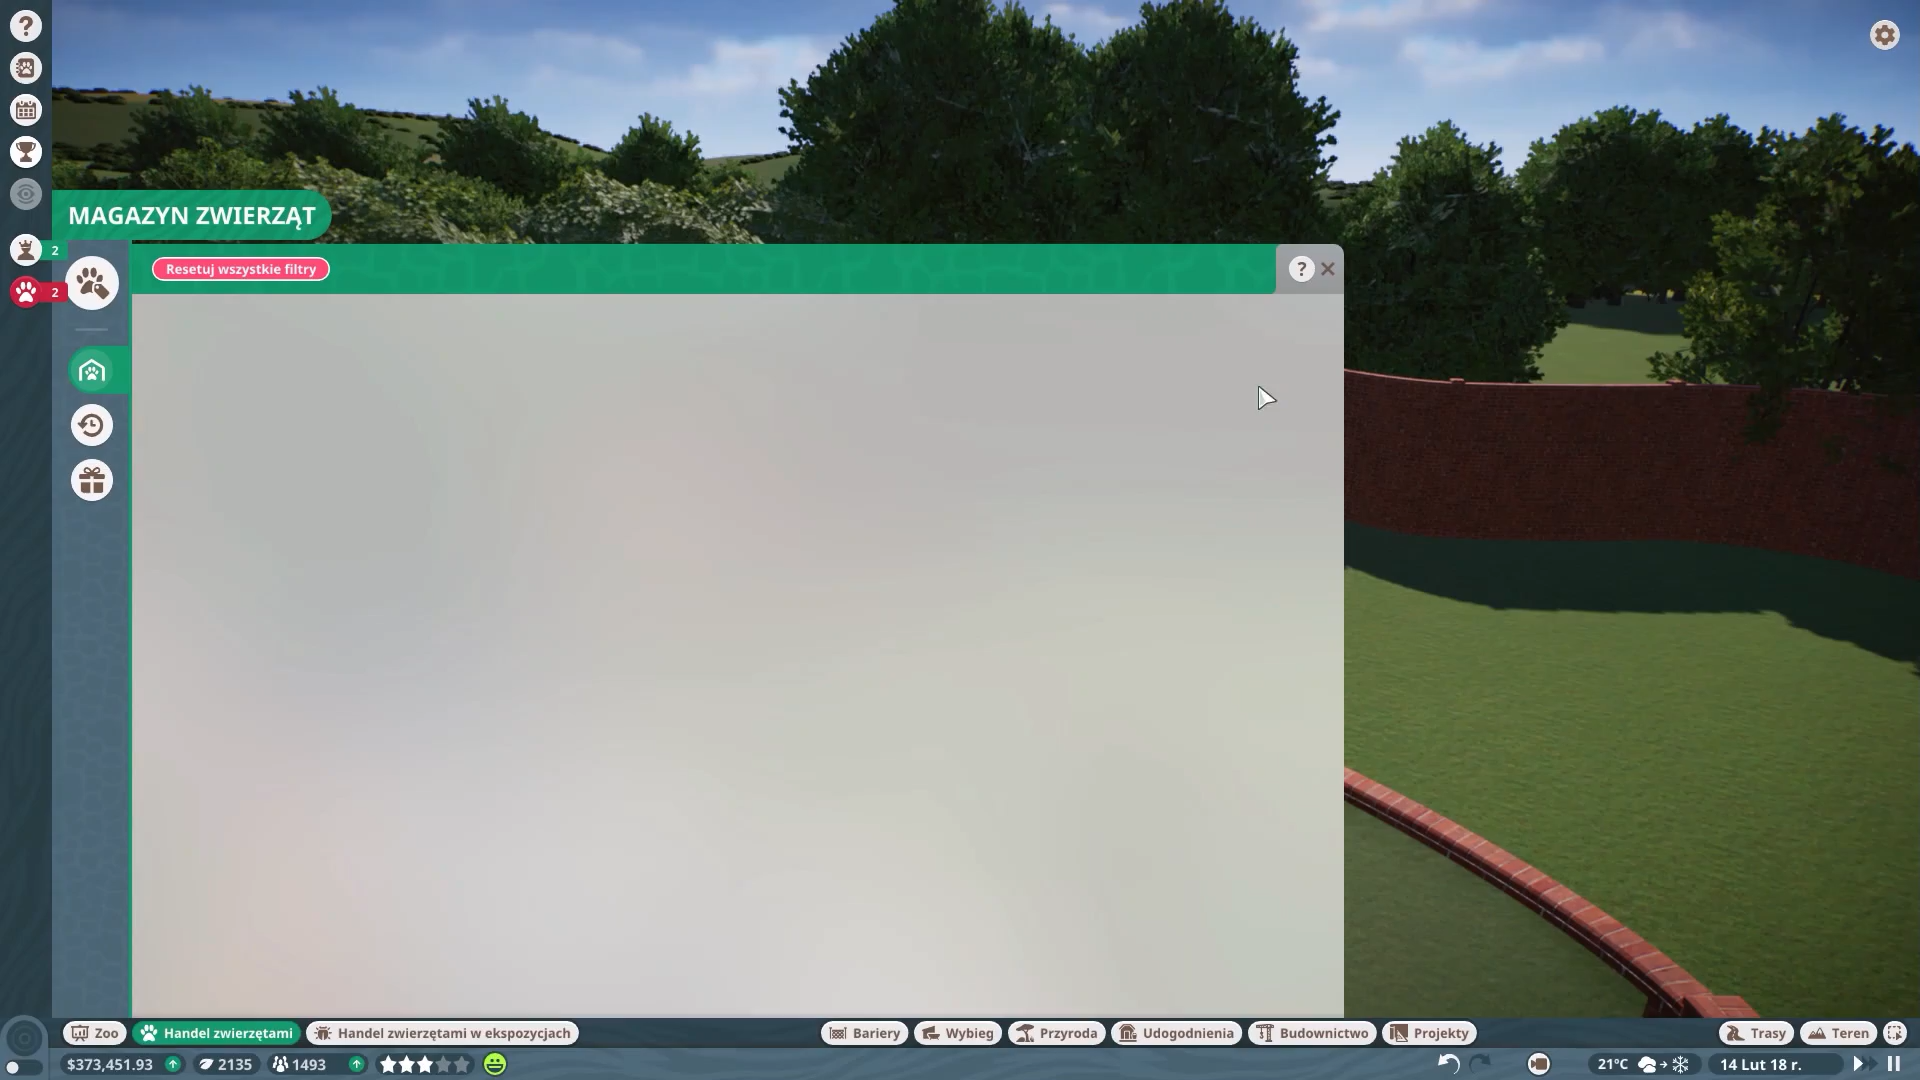 MAGAZYN ZWIERZĄT
2
Resetuj wszystkie filtry
?
2
Zoo
Handel zwierzętami
Handel zwierzętami w ekspozycjach
Bariery
Wybieg
Przyroda
Udogodnienia
Budownictwo
Projekty
Trasy
Teren
$373,451.93
2135
1493
21°C
14 Lut 18 r.